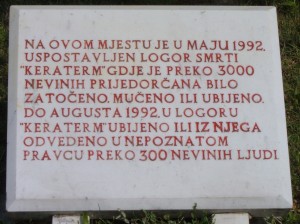 NA OVOM MJESTU JE U MAJU 1992.
USPOSTAVLJEN LOGOR SMRTI
"KERATERM" GDJE JE PREKO 3000
NEVINIH PRIJEDORČANA BILO
ZATOČENO, MUČENO ILI UBIJENO.
DO AUGUSTA 1992. U LOGORU
"KERATERM" UBIJENO ILI IZ NJEGA
ODVEDENO U NEPOZNATOM
PRAVCU PREKO 300 NEVINIH LJUDI.